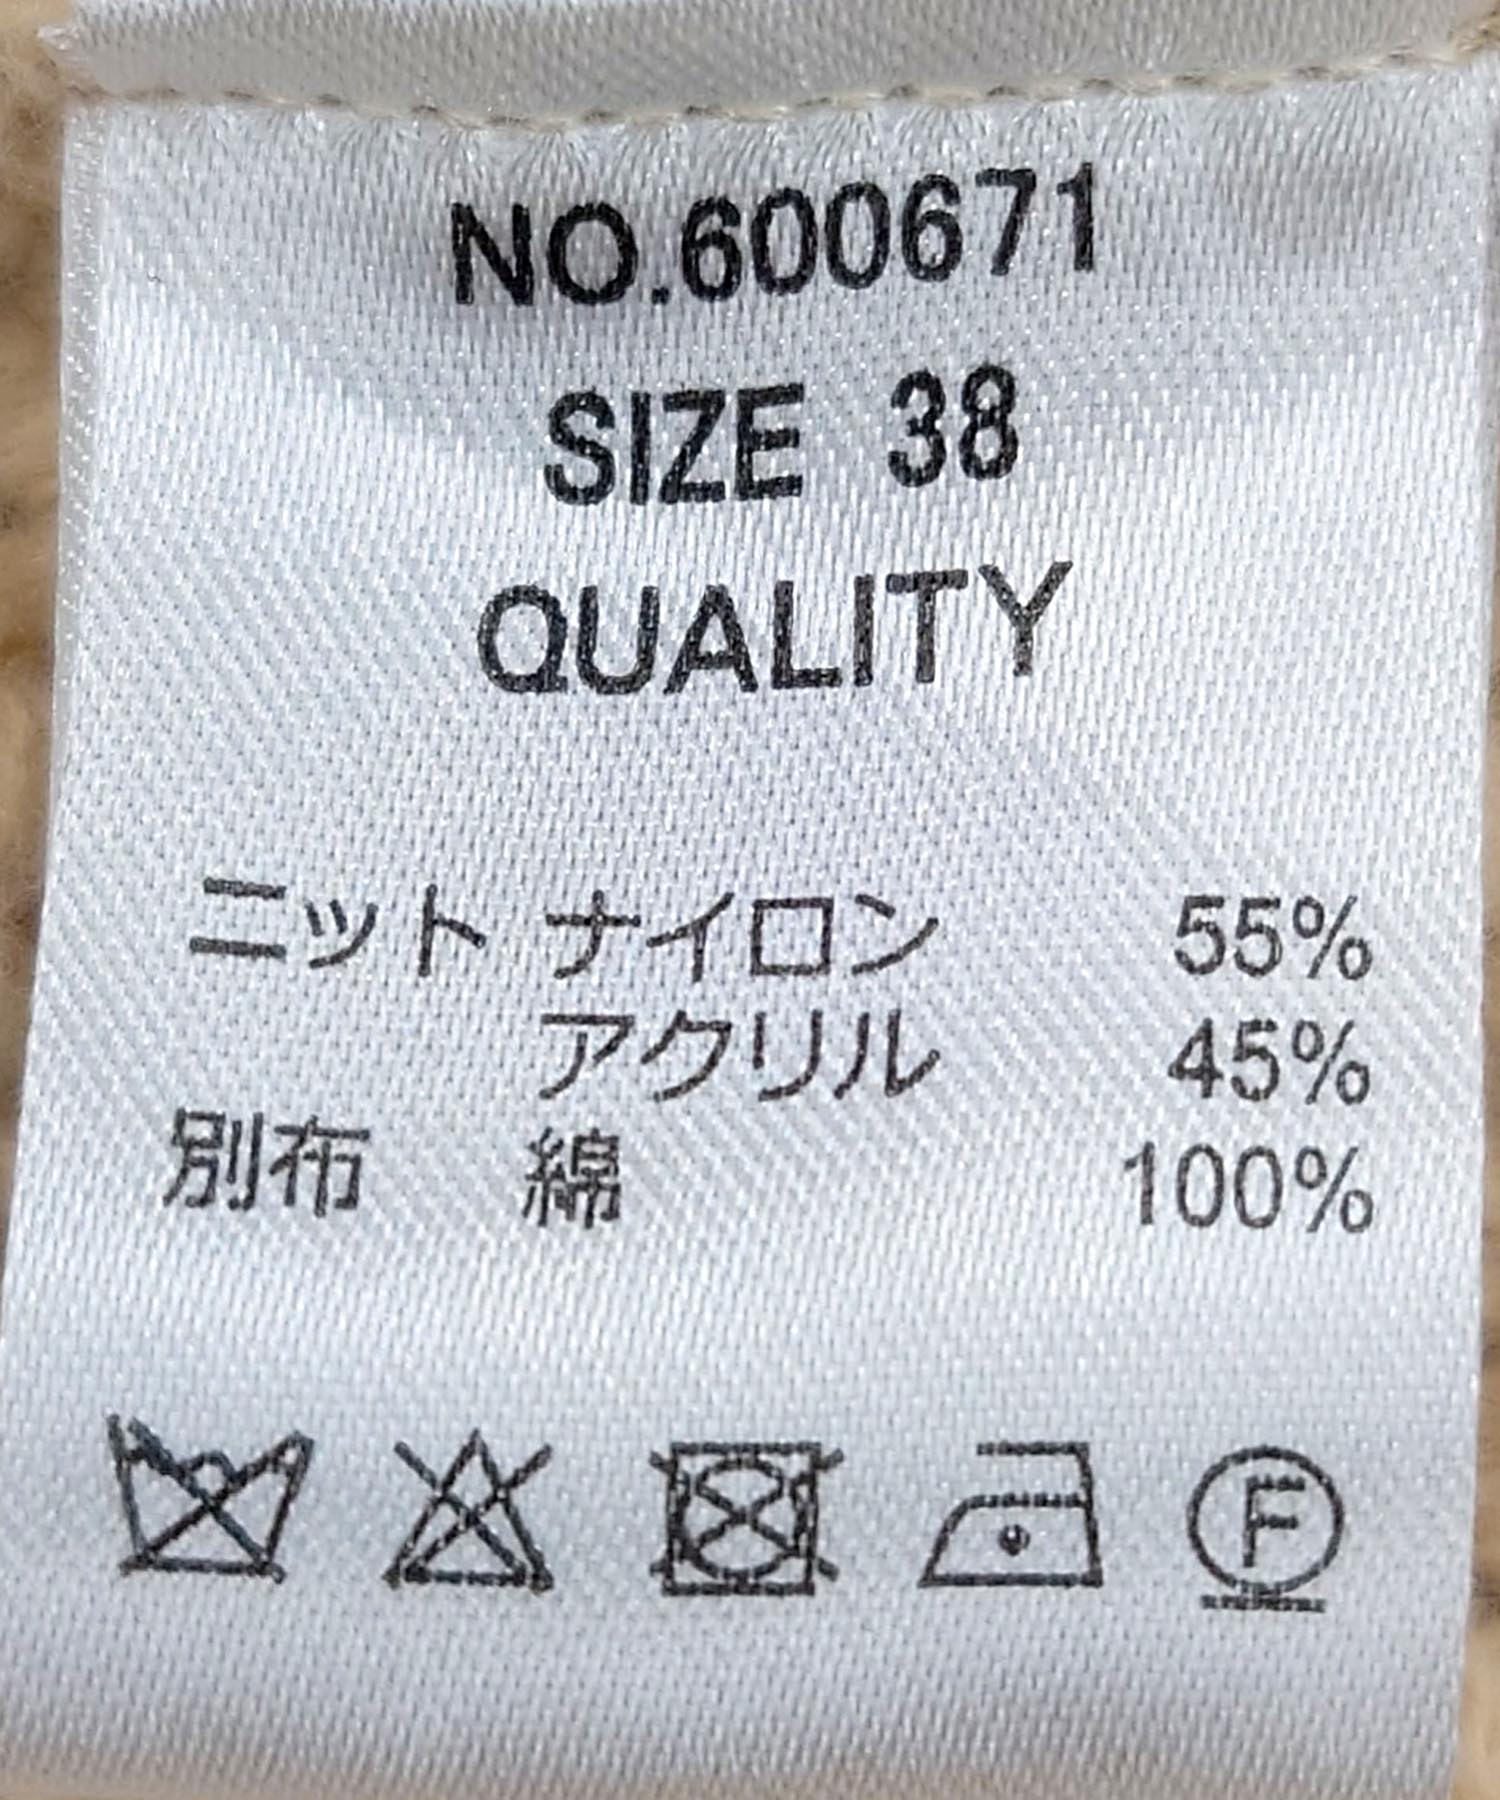 NO.600671
SIZE 38
QUALITY
ニット ナイロン 55%
アクリル 45%
別布 綿 100%
F